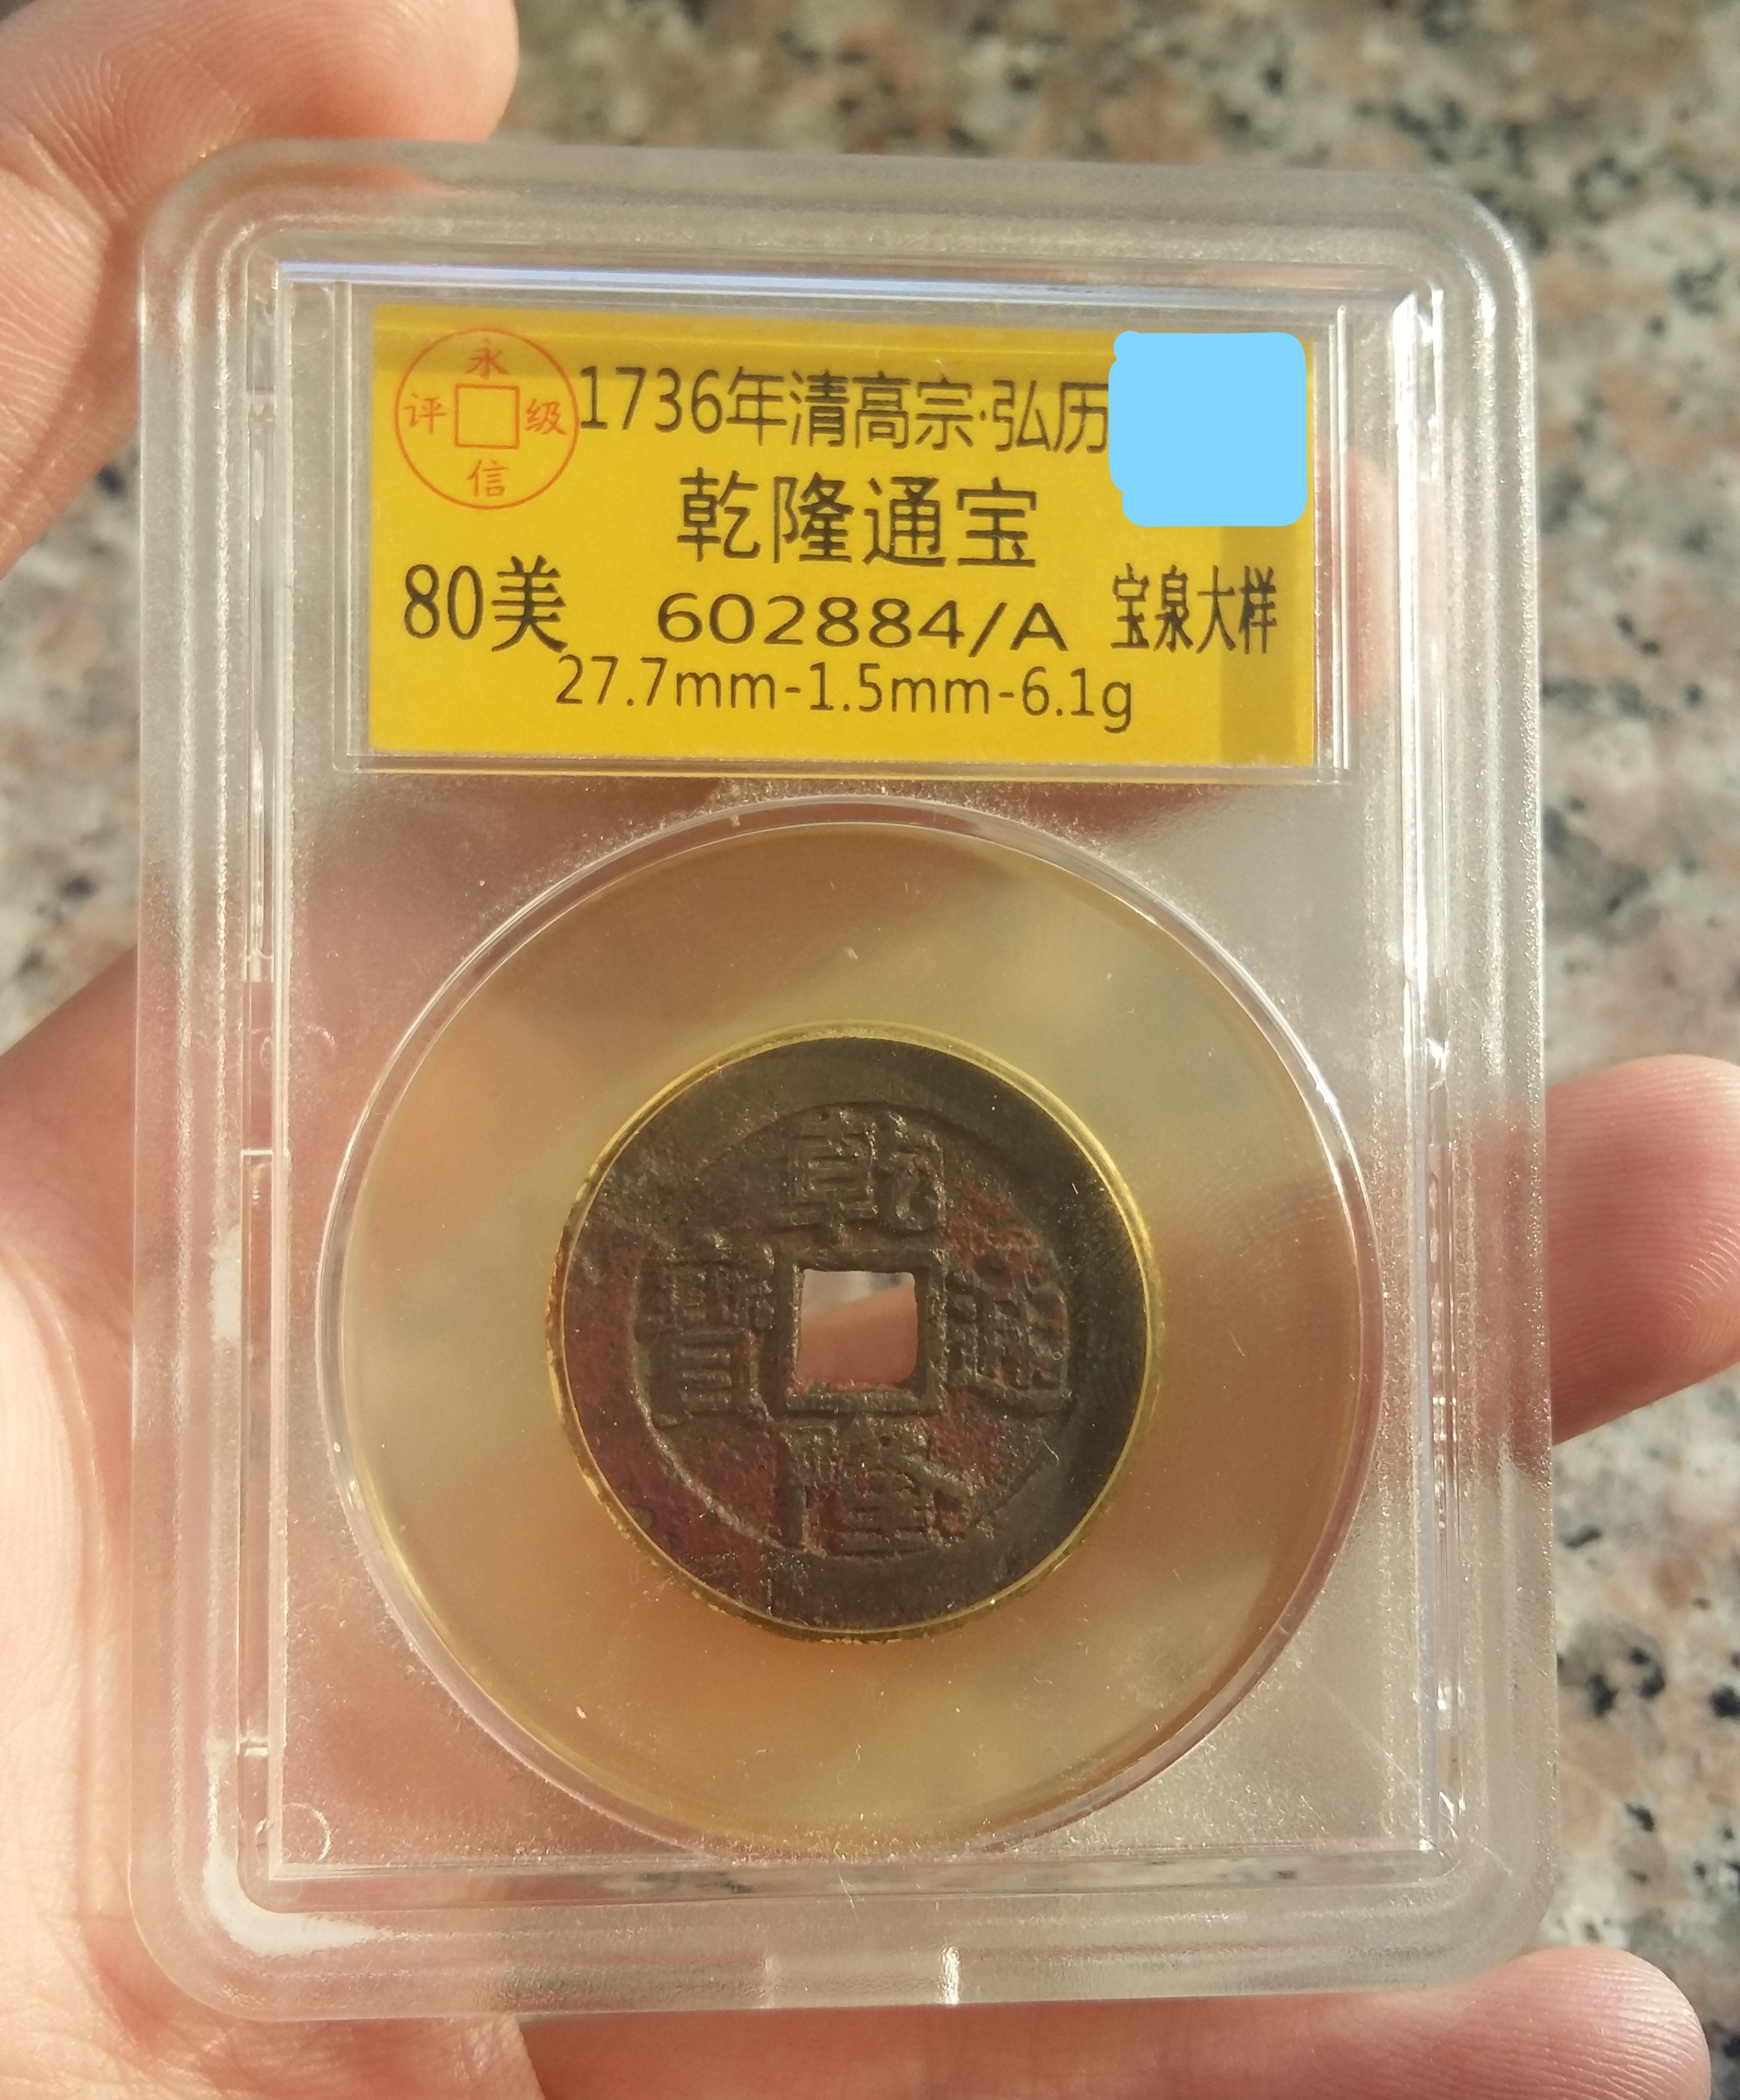 永信评级
1736年清高宗·弘历
乾隆通宝
80美
602884/A
宝泉大样
27.7mm-1.5mm-6.1g
乾隆通寶